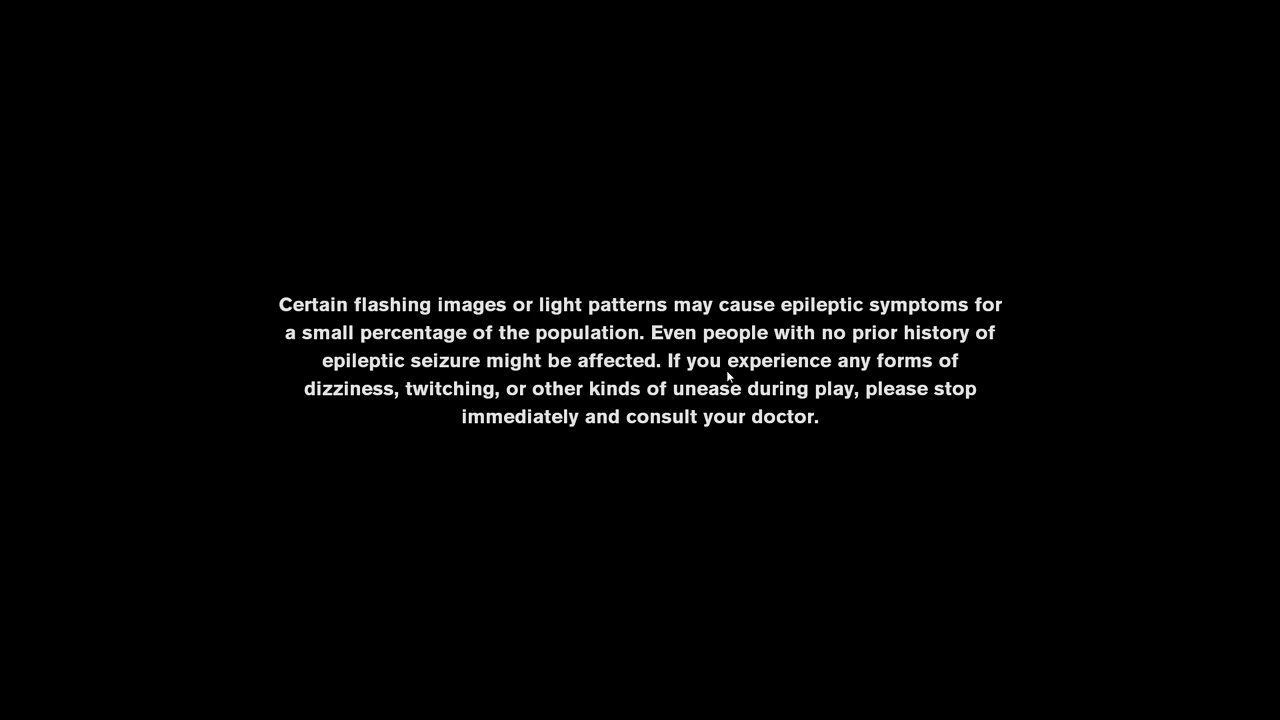 Certain flashing images or light patterns may cause epileptic symptoms for
a small percentage of the population. Even people with no prior history of
epileptic seizure might be affected. If you experience any forms of
dizziness, twitching, or other kinds of unease during play, please stop
immediately and consult your doctor.